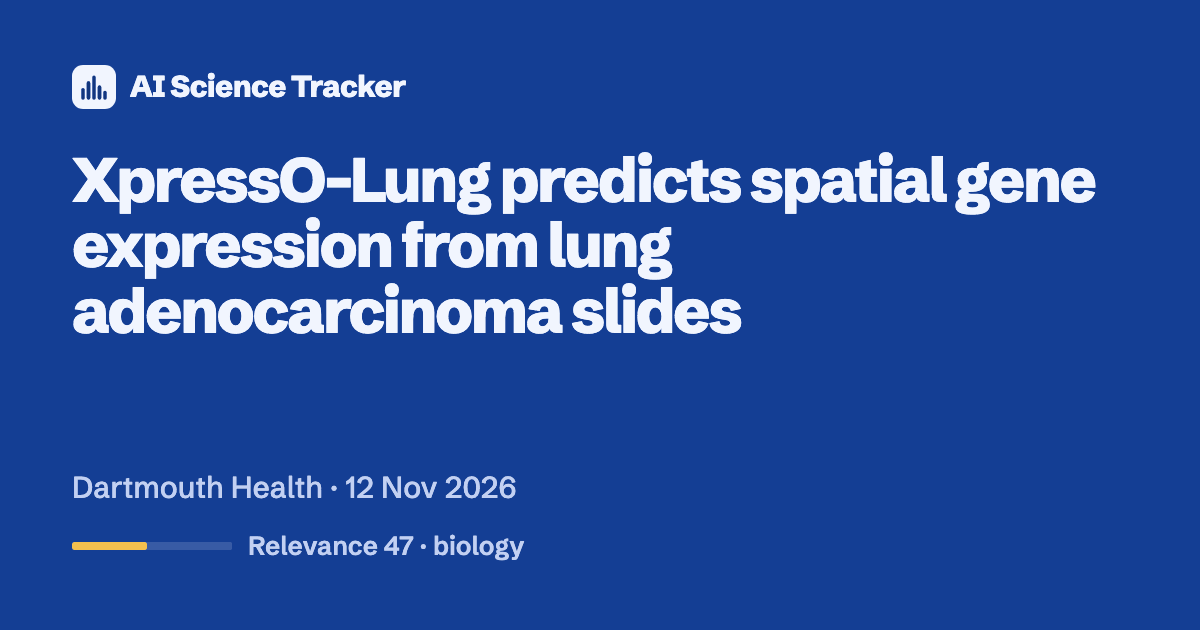 AI Science Tracker
XpressO-Lung predicts spatial gene
expression from lung
adenocarcinoma slides
Dartmouth Health · 12 Nov 2026
Relevance 47 · biology